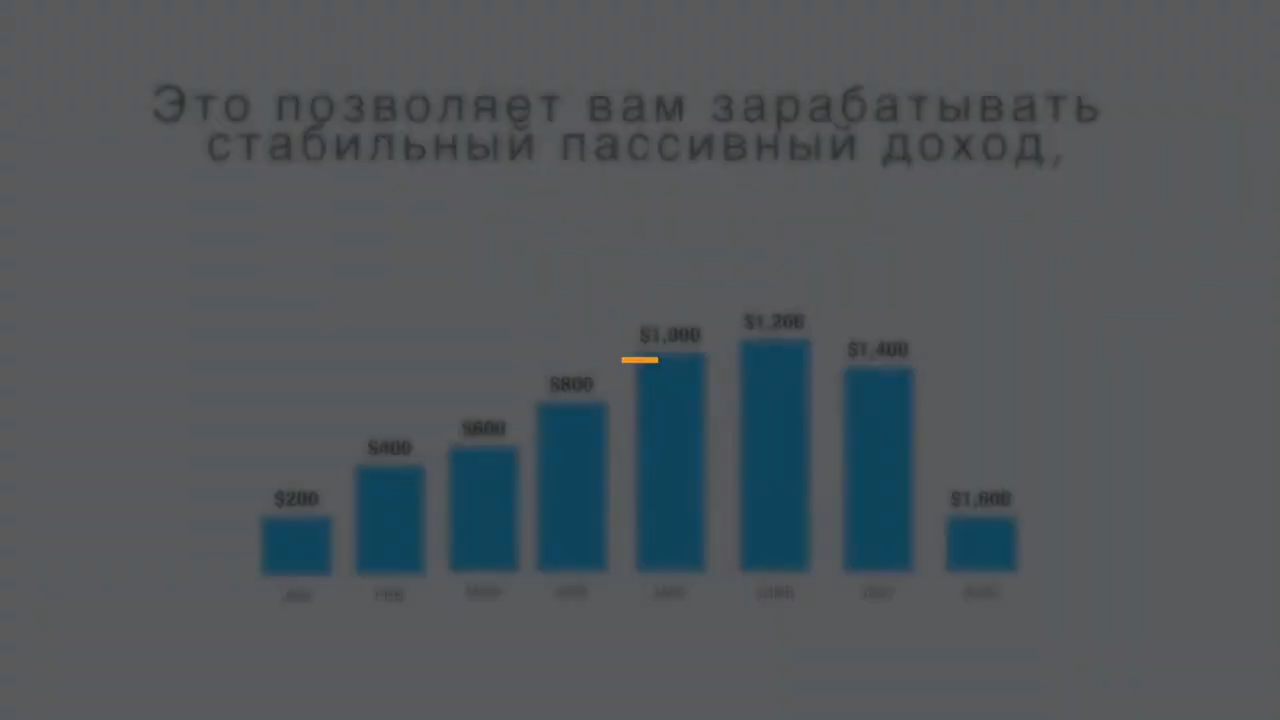 Это позволяет вам зарабатывать
стабильный пассивный доход,
$1,200
$1,000
$1,400
$800
$600
$400
$200
$1,600
FEB